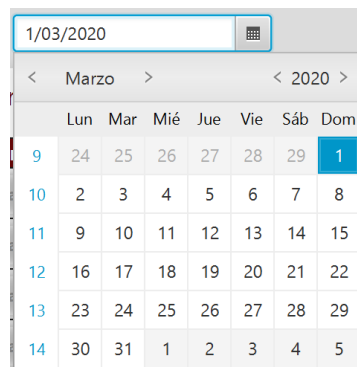 1/03/2020
< Marzo > < 2020 >
Lun Mar Mié Jue Vie Sáb Dom
9 24 25 26 27 28 29 1
10 2 3 4 5 6 7 8
11 9 10 11 12 13 14 15
12 16 17 18 19 20 21 22
13 23 24 25 26 27 28 29
14 30 31 1 2 3 4 5